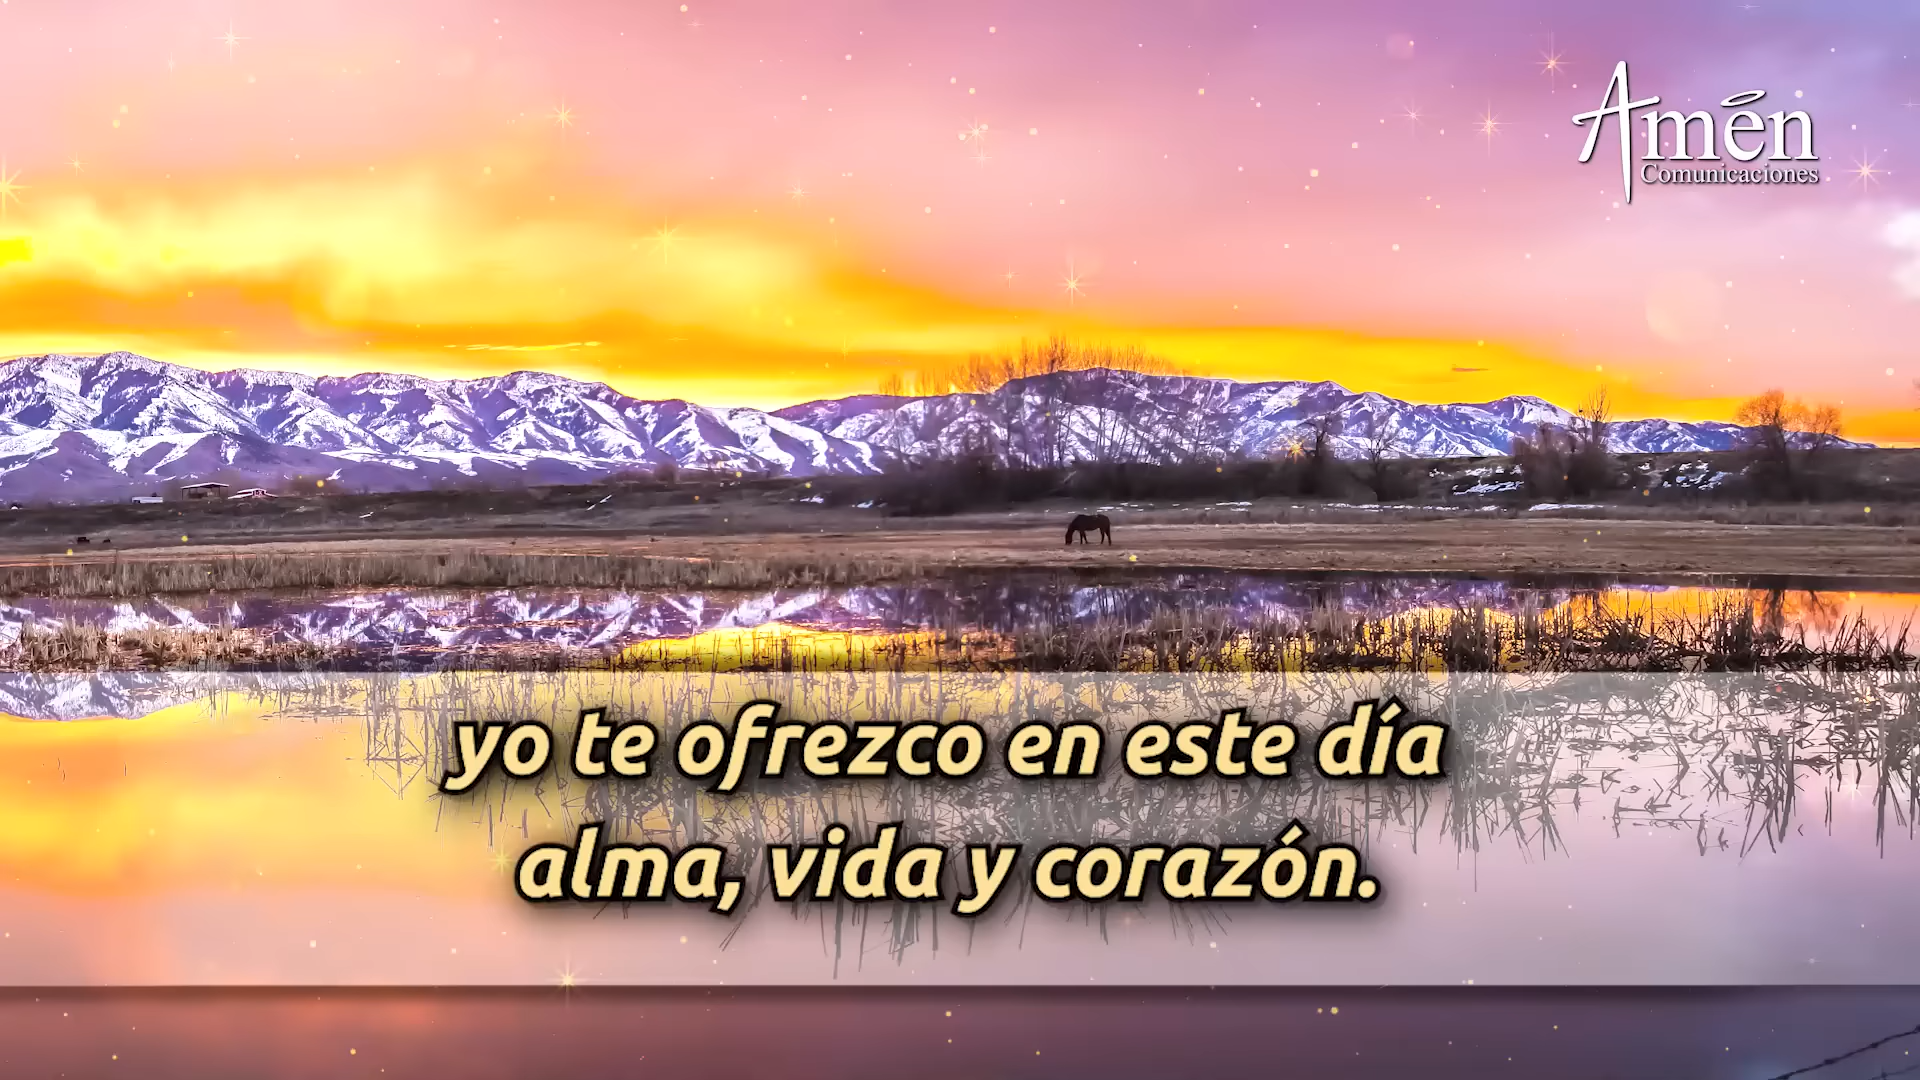 Amén
Comunicaciones
yo te ofrezco en este día
alma, vida y corazón.